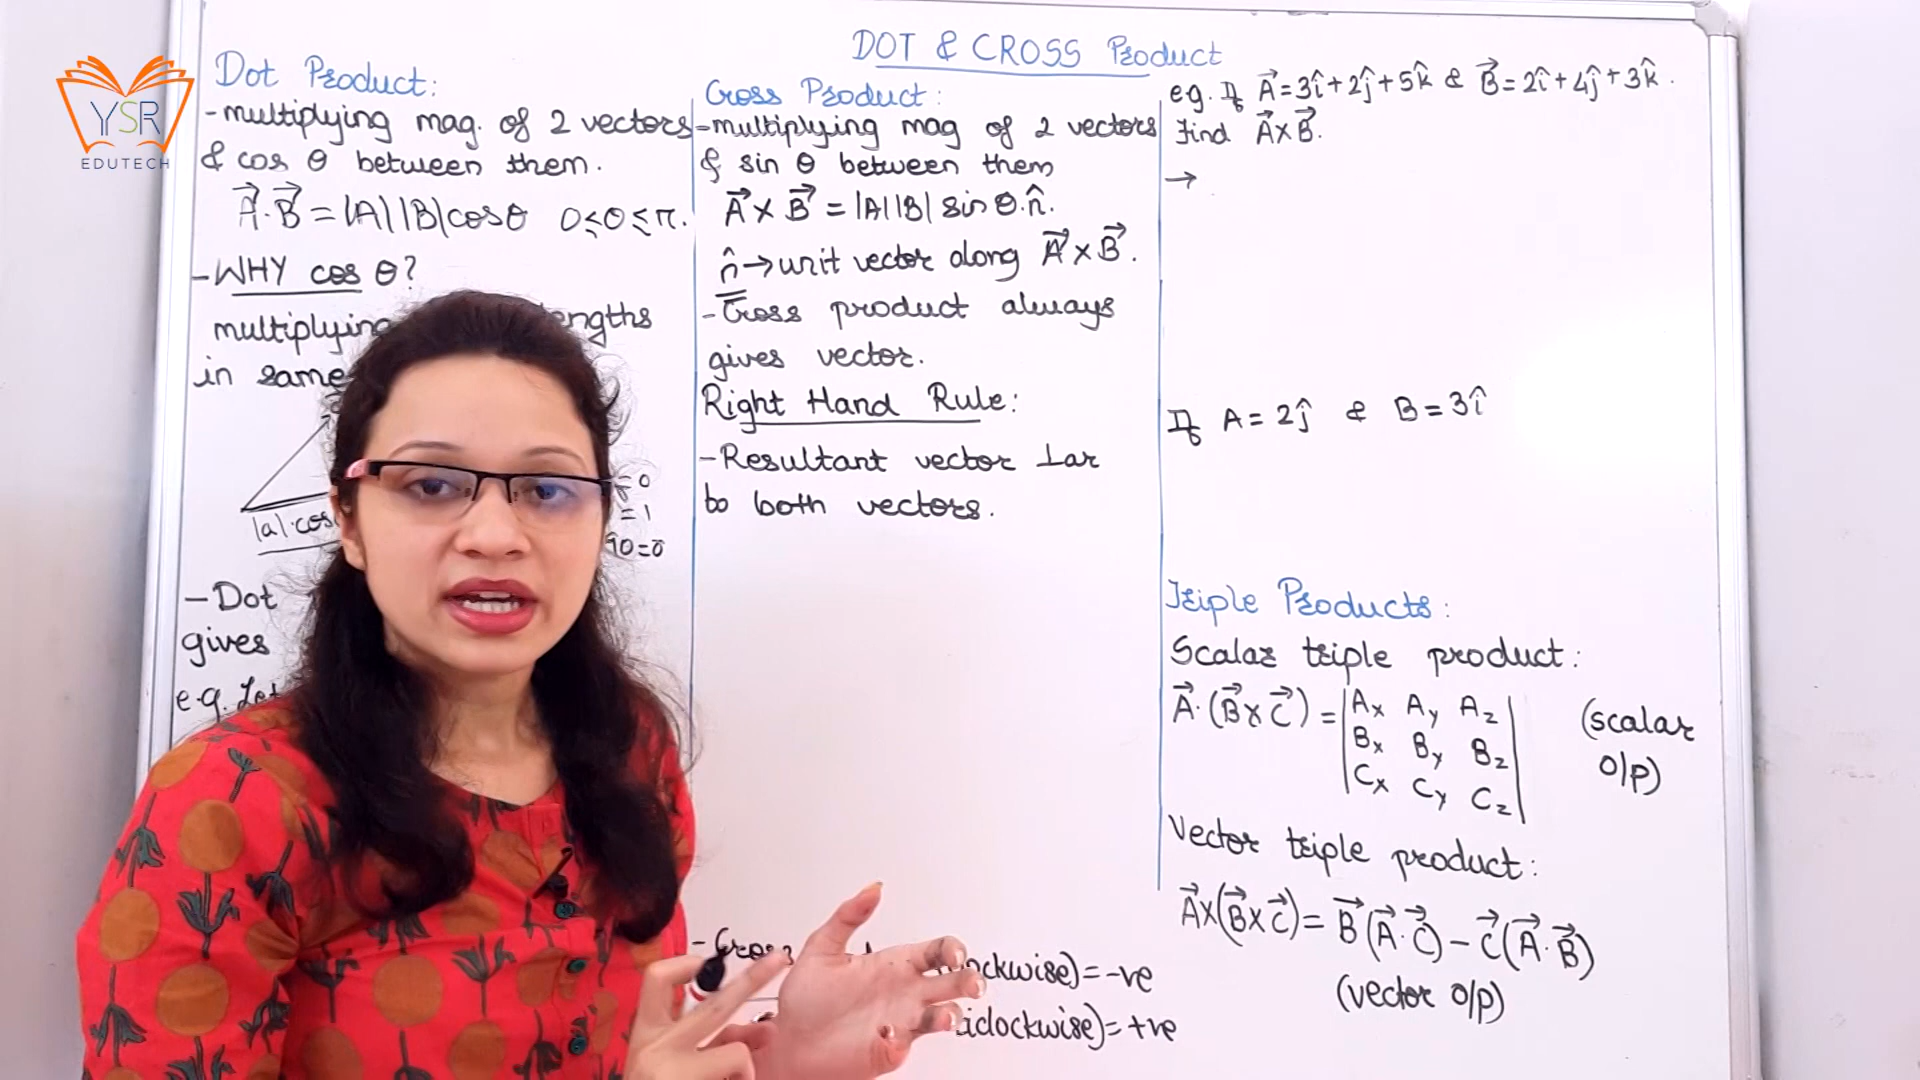 YSR
EDUTECH
DOT & CROSS Product
Dot Product:
-multiplying mag. of 2 vectors
& cos θ between them.
A⃗·B⃗ = |A||B|cosθ 0≤θ≤π.
-WHY cos θ?
multiplying
in same
|a|·cos
=0
=1
90=0
-Dot
gives
e.g. Let
Cross Product:
-multiplying mag of 2 vectors
& sin θ between them
A⃗ × B⃗ = |A||B| sin θ.n̂.
n̂→unit vector along A⃗ × B⃗.
-Cross product always
gives vector.
Right Hand Rule:
-Resultant vector ⊥ar
to both vectors.
ckwise)=-ve
iclockwise)=+ve
e.g. If A⃗=3î+2ĵ+5k̂ & B⃗=2î+4ĵ+3k̂.
find A⃗×B⃗.
→
If A=2ĵ & B=3î
Triple Products:
Scalar triple product:
A⃗·(B⃗×C⃗)=|Ax Ay Az| (scalar
Bx By Bz
o/p)
Cx Cy Cz
Vector triple product:
A⃗×(B⃗×C⃗)= B⃗(A⃗·C⃗)-C⃗(A⃗·B⃗)
(vector o/p)